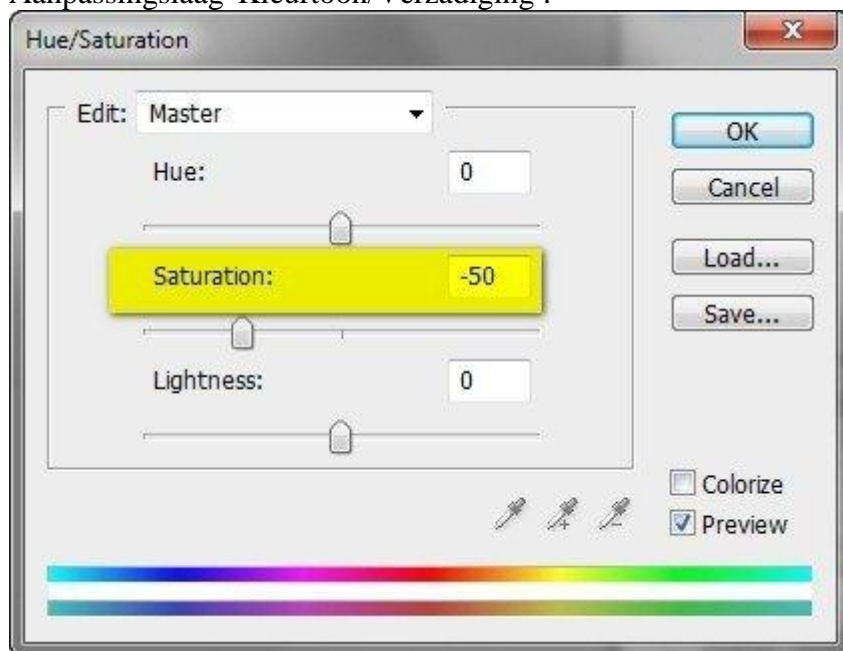 Aanpassingslaag 'Kleurtoon/Verzadiging'.
Hue/Saturation
Edit: Master
OK
Hue: 0
Cancel
Saturation: -50
Load...
Save...
Lightness: 0
Colorize
Preview